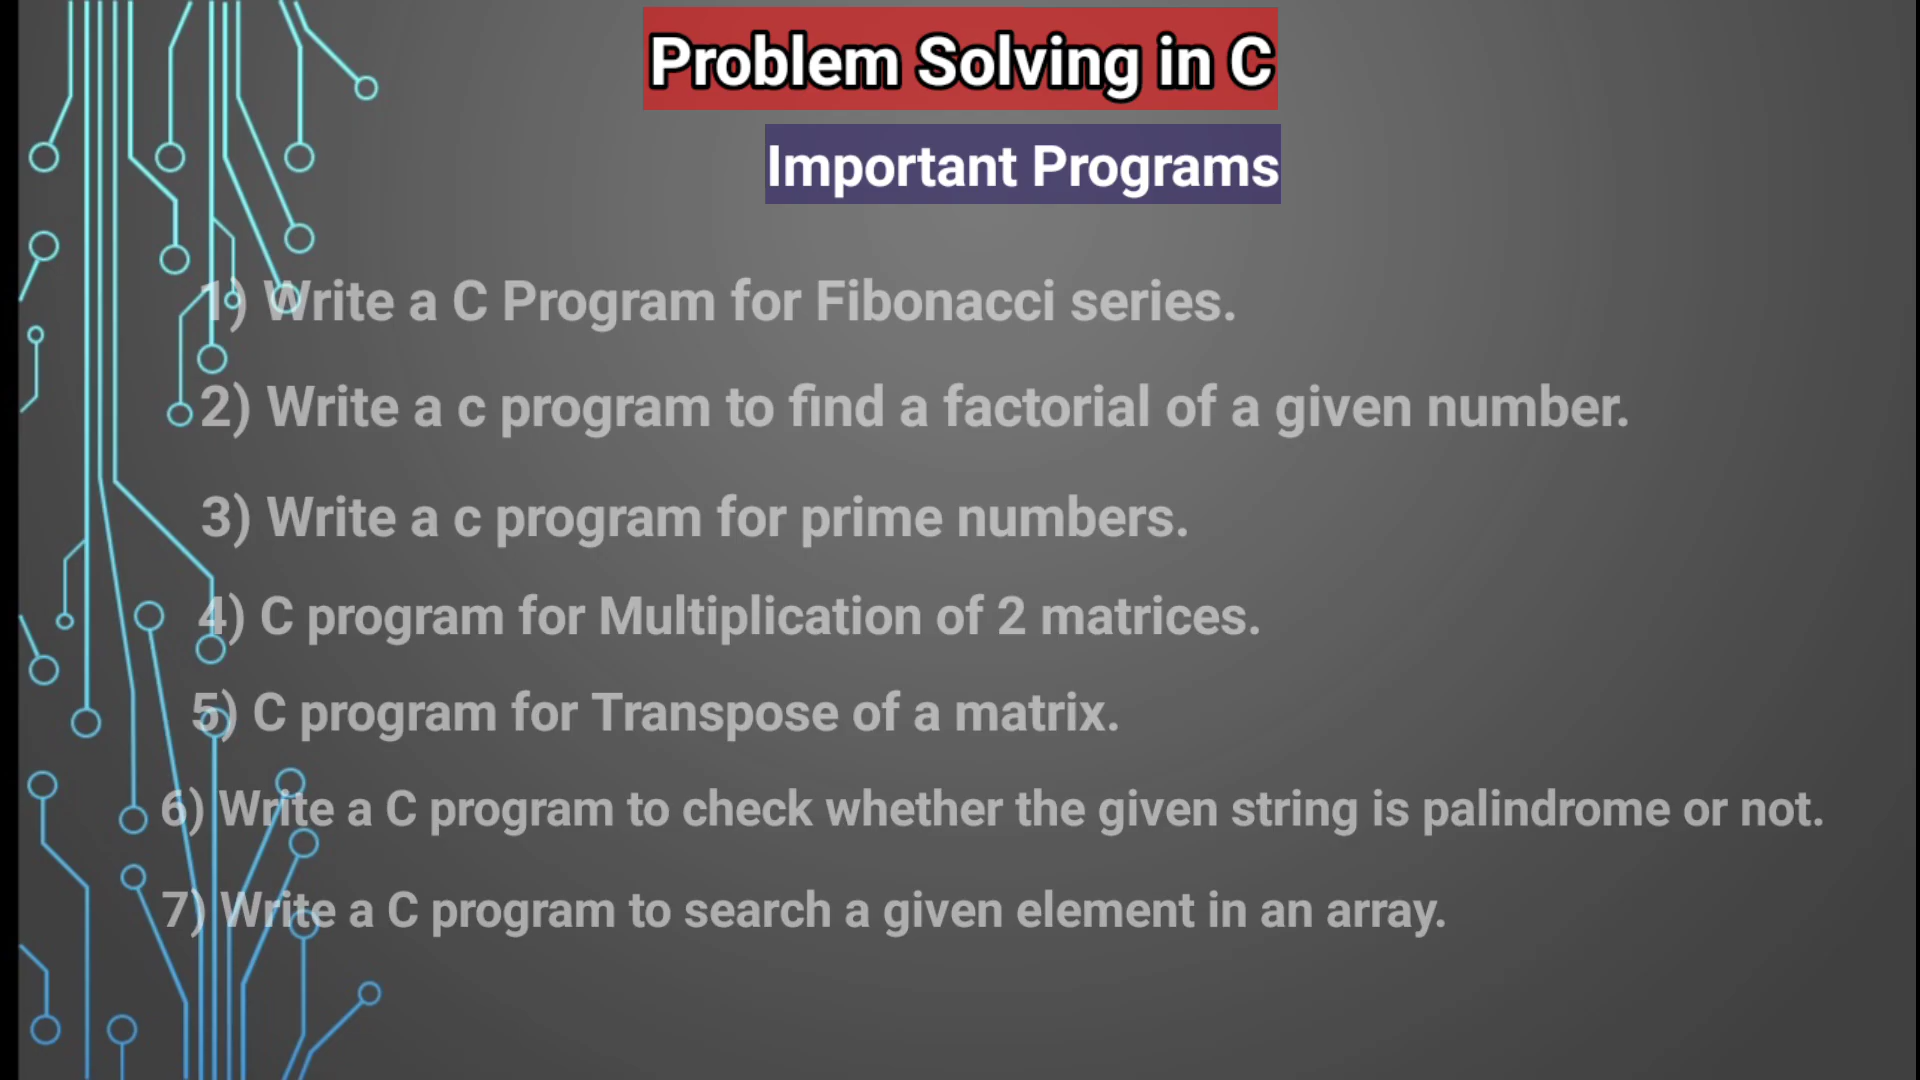 Problem Solving in C
Important Programs
1) Write a C Program for Fibonacci series.
2) Write a c program to find a factorial of a given number.
3) Write a c program for prime numbers.
4) C program for Multiplication of 2 matrices.
5) C program for Transpose of a matrix.
6) Write a C program to check whether the given string is palindrome or not.
7) Write a C program to search a given element in an array.